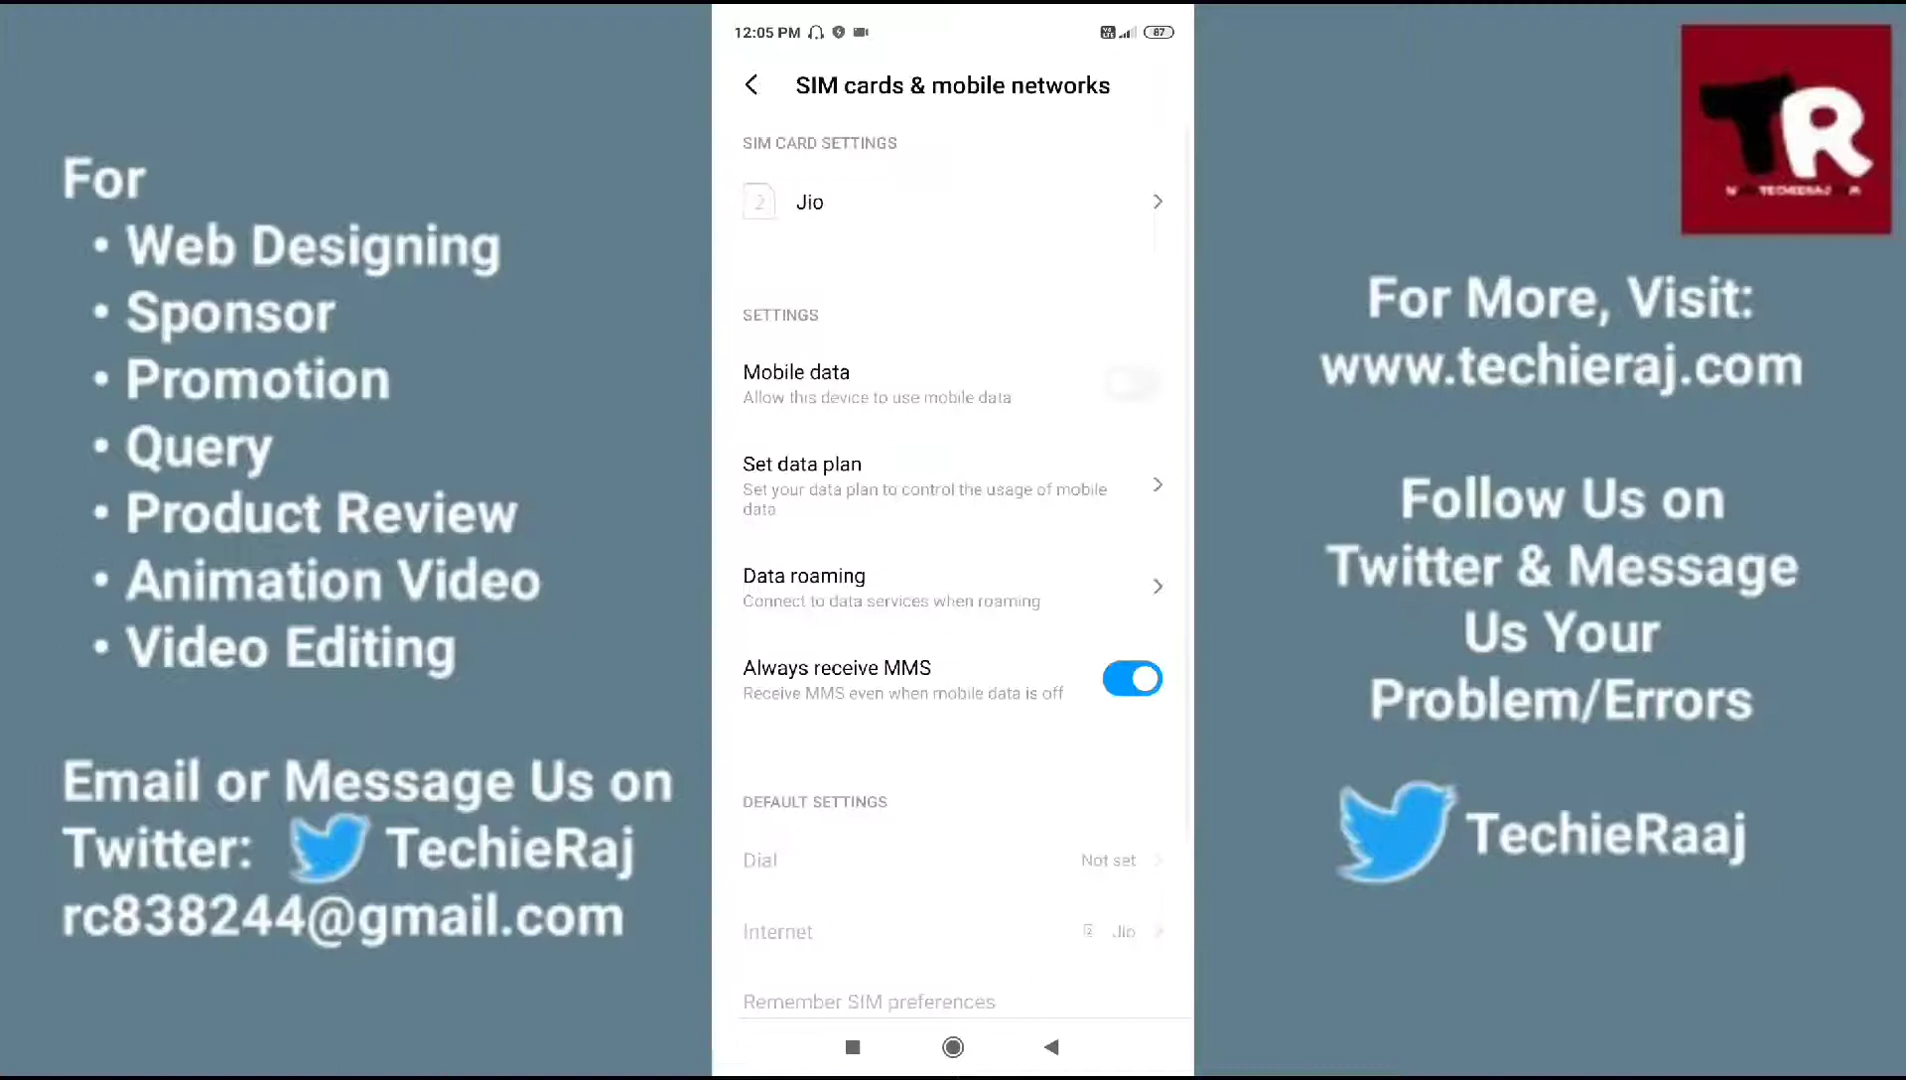 For
• Web Designing
• Sponsor
• Promotion
• Query
• Product Review
• Animation Video
• Video Editing
Email or Message Us on
Twitter: TechieRaj
rc838244@gmail.com
12:05 PM
87
SIM cards & mobile networks
SIM CARD SETTINGS
2 Jio
SETTINGS
Mobile data
Allow this device to use mobile data
Set data plan
Set your data plan to control the usage of mobile
data
Data roaming
Connect to data services when roaming
Always receive MMS
Receive MMS even when mobile data is off
DEFAULT SETTINGS
Dial Not set
Internet 2 Jio
Remember SIM preferences
TR
For More, Visit:
www.techieraj.com
Follow Us on
Twitter & Message
Us Your
Problem/Errors
TechieRaaj